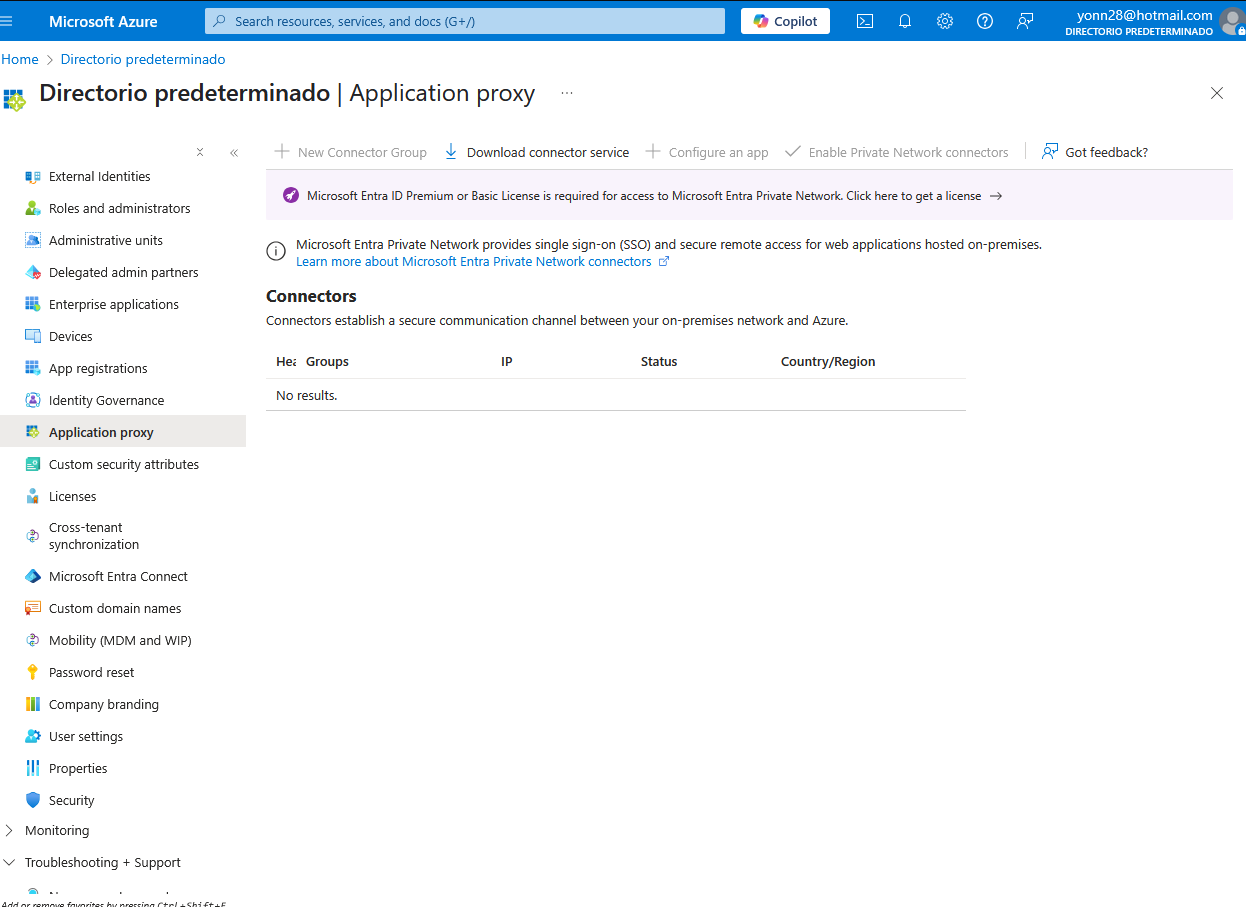 Microsoft Azure
Search resources, services, and docs (G+/)
Copilot
yonn28@hotmail.com
DIRECTORIO PREDETERMINADO
Home > Directorio predeterminado
Directorio predeterminado | Application proxy ...
New Connector Group
Download connector service
Configure an app
Enable Private Network connectors
Got feedback?
External Identities
Roles and administrators
Administrative units
Delegated admin partners
Enterprise applications
Devices
App registrations
Identity Governance
Application proxy
Custom security attributes
Licenses
Cross-tenant
synchronization
Microsoft Entra Connect
Custom domain names
Mobility (MDM and WIP)
Password reset
Company branding
User settings
Properties
Security
Monitoring
Troubleshooting + Support
Add or remove favorites by pressing Ctrl+Shift+F
Microsoft Entra ID Premium or Basic License is required for access to Microsoft Entra Private Network. Click here to get a license →
Microsoft Entra Private Network provides single sign-on (SSO) and secure remote access for web applications hosted on-premises.
Learn more about Microsoft Entra Private Network connectors
Connectors
Connectors establish a secure communication channel between your on-premises network and Azure.
Groups IP Status Country/Region
No results.